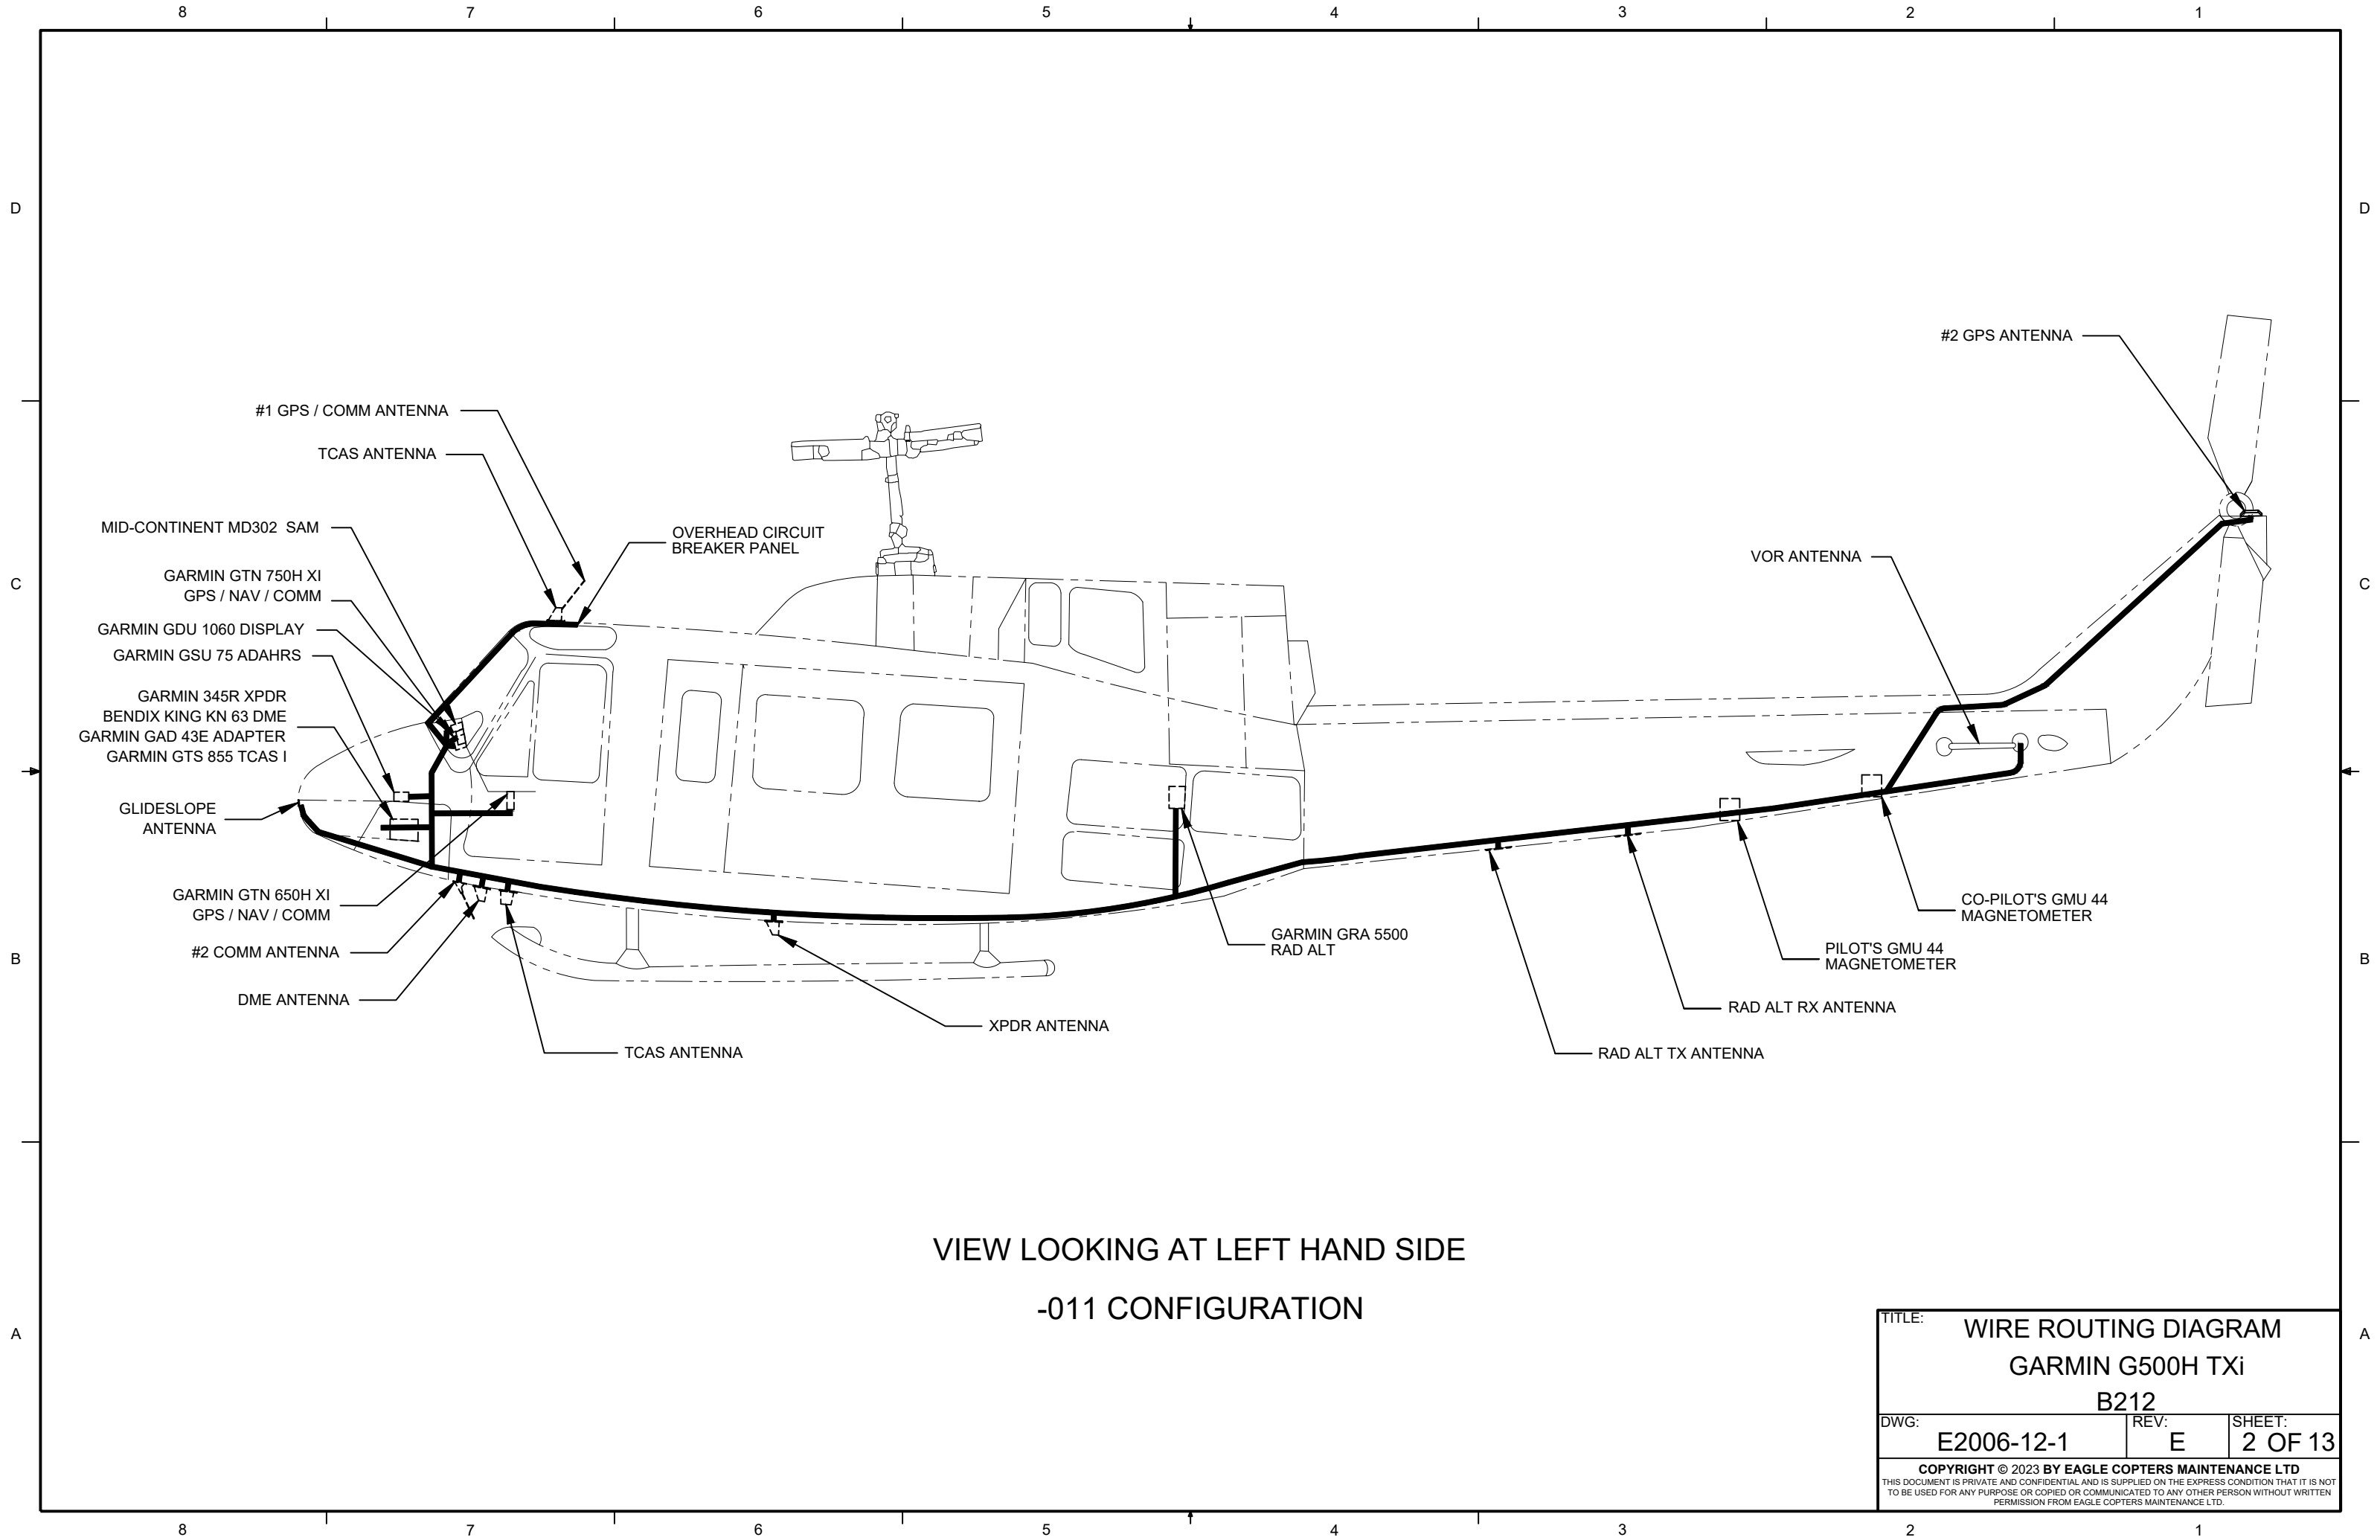 8 7 6 5 4 3 2 1
D
D
#2 GPS ANTENNA
#1 GPS / COMM ANTENNA
TCAS ANTENNA
MID-CONTINENT MD302 SAM
OVERHEAD CIRCUIT
BREAKER PANEL
VOR ANTENNA
GARMIN GTN 750H XI
GPS / NAV / COMM
C
C
GARMIN GDU 1060 DISPLAY
GARMIN GSU 75 ADAHRS
GARMIN 345R XPDR
BENDIX KING KN 63 DME
GARMIN GAD 43E ADAPTER
GARMIN GTS 855 TCAS I
GLIDESLOPE
ANTENNA
GARMIN GTN 650H XI
GPS / NAV / COMM
CO-PILOT'S GMU 44
MAGNETOMETER
GARMIN GRA 5500
RAD ALT
#2 COMM ANTENNA
PILOT'S GMU 44
MAGNETOMETER
B
B
DME ANTENNA
RAD ALT RX ANTENNA
XPDR ANTENNA
TCAS ANTENNA
RAD ALT TX ANTENNA
VIEW LOOKING AT LEFT HAND SIDE
-011 CONFIGURATION
A
A
TITLE:
WIRE ROUTING DIAGRAM
GARMIN G500H TXi
B212
DWG: REV: SHEET:
E2006-12-1 E 2 OF 13
COPYRIGHT © 2023 BY EAGLE COPTERS MAINTENANCE LTD
THIS DOCUMENT IS PRIVATE AND CONFIDENTIAL AND IS SUPPLIED ON THE EXPRESS CONDITION THAT IT IS NOT
TO BE USED FOR ANY PURPOSE OR COPIED OR COMMUNICATED TO ANY OTHER PERSON WITHOUT WRITTEN
PERMISSION FROM EAGLE COPTERS MAINTENANCE LTD.
8 7 6 5 4 3 2 1